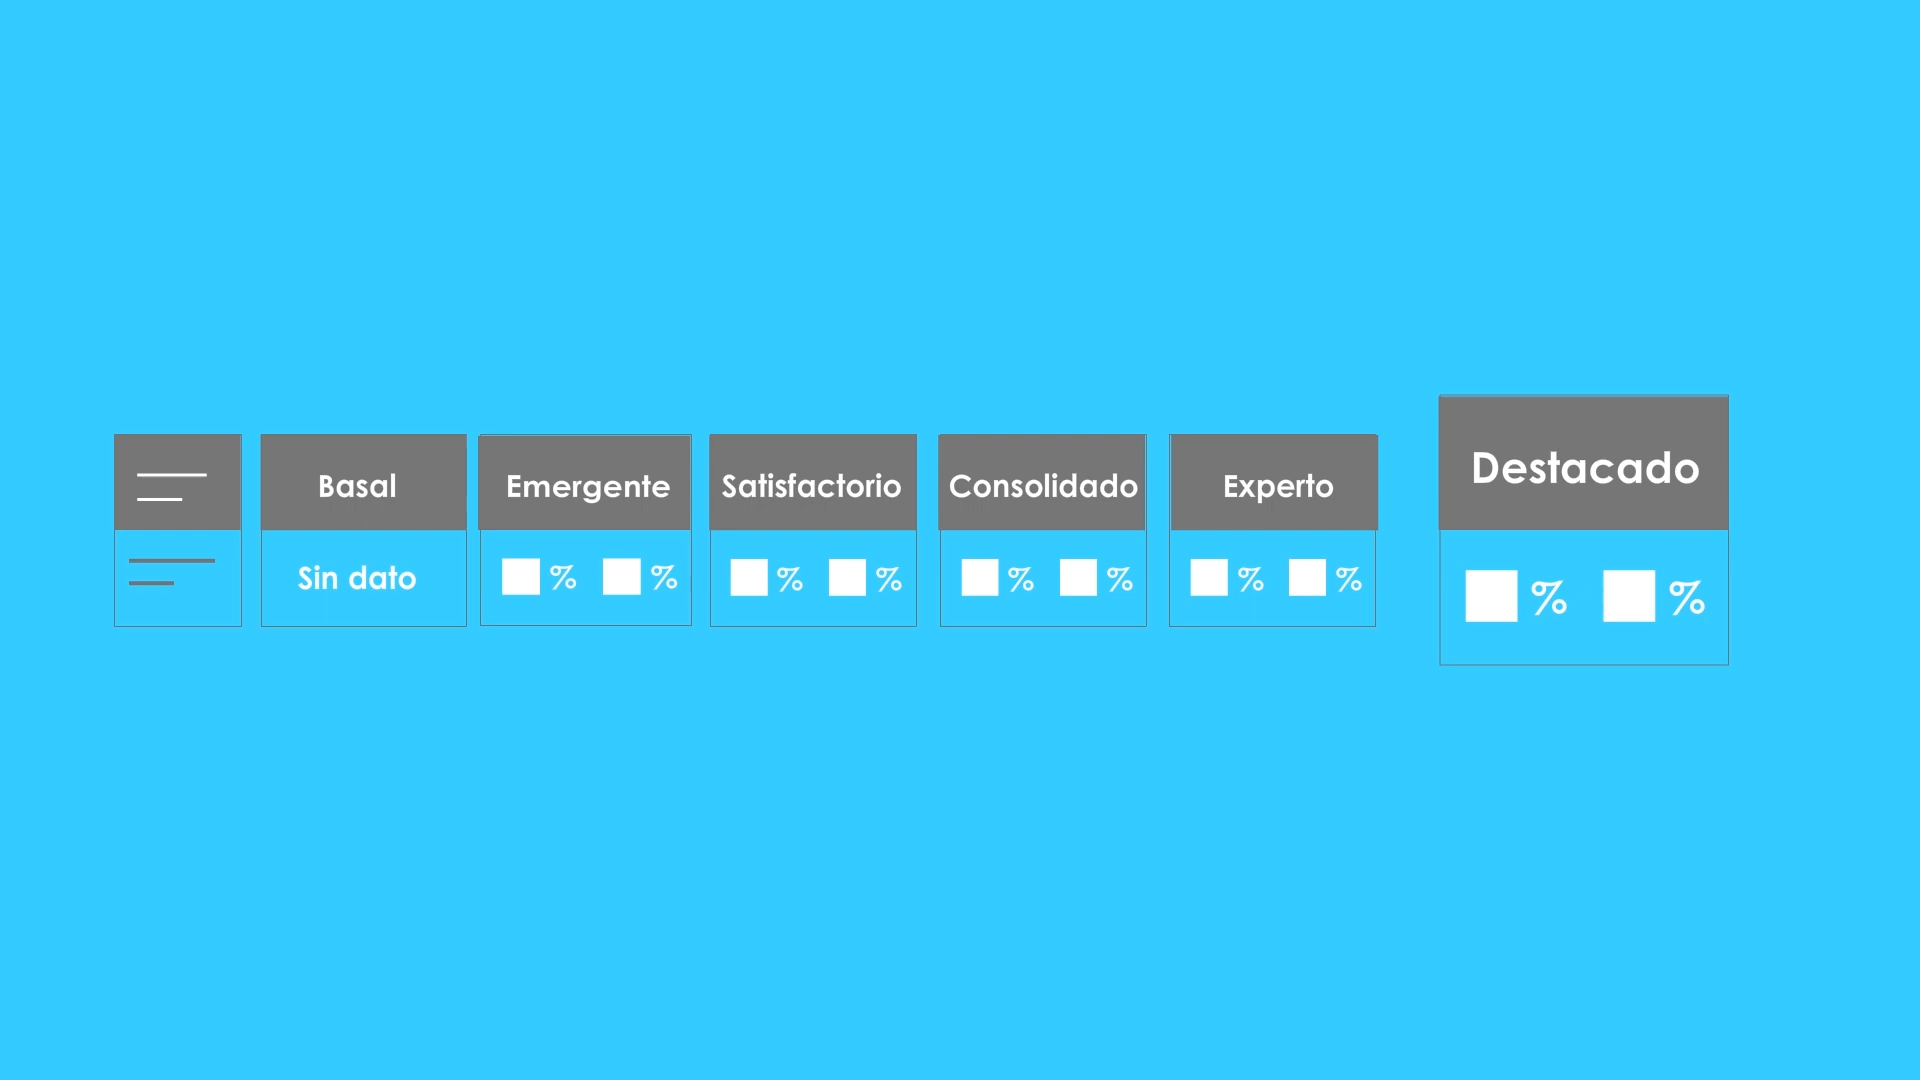 Basal
Emergente
Satisfactorio
Consolidado
Experto
Destacado
Sin dato
% %
% %
% %
% %
% %